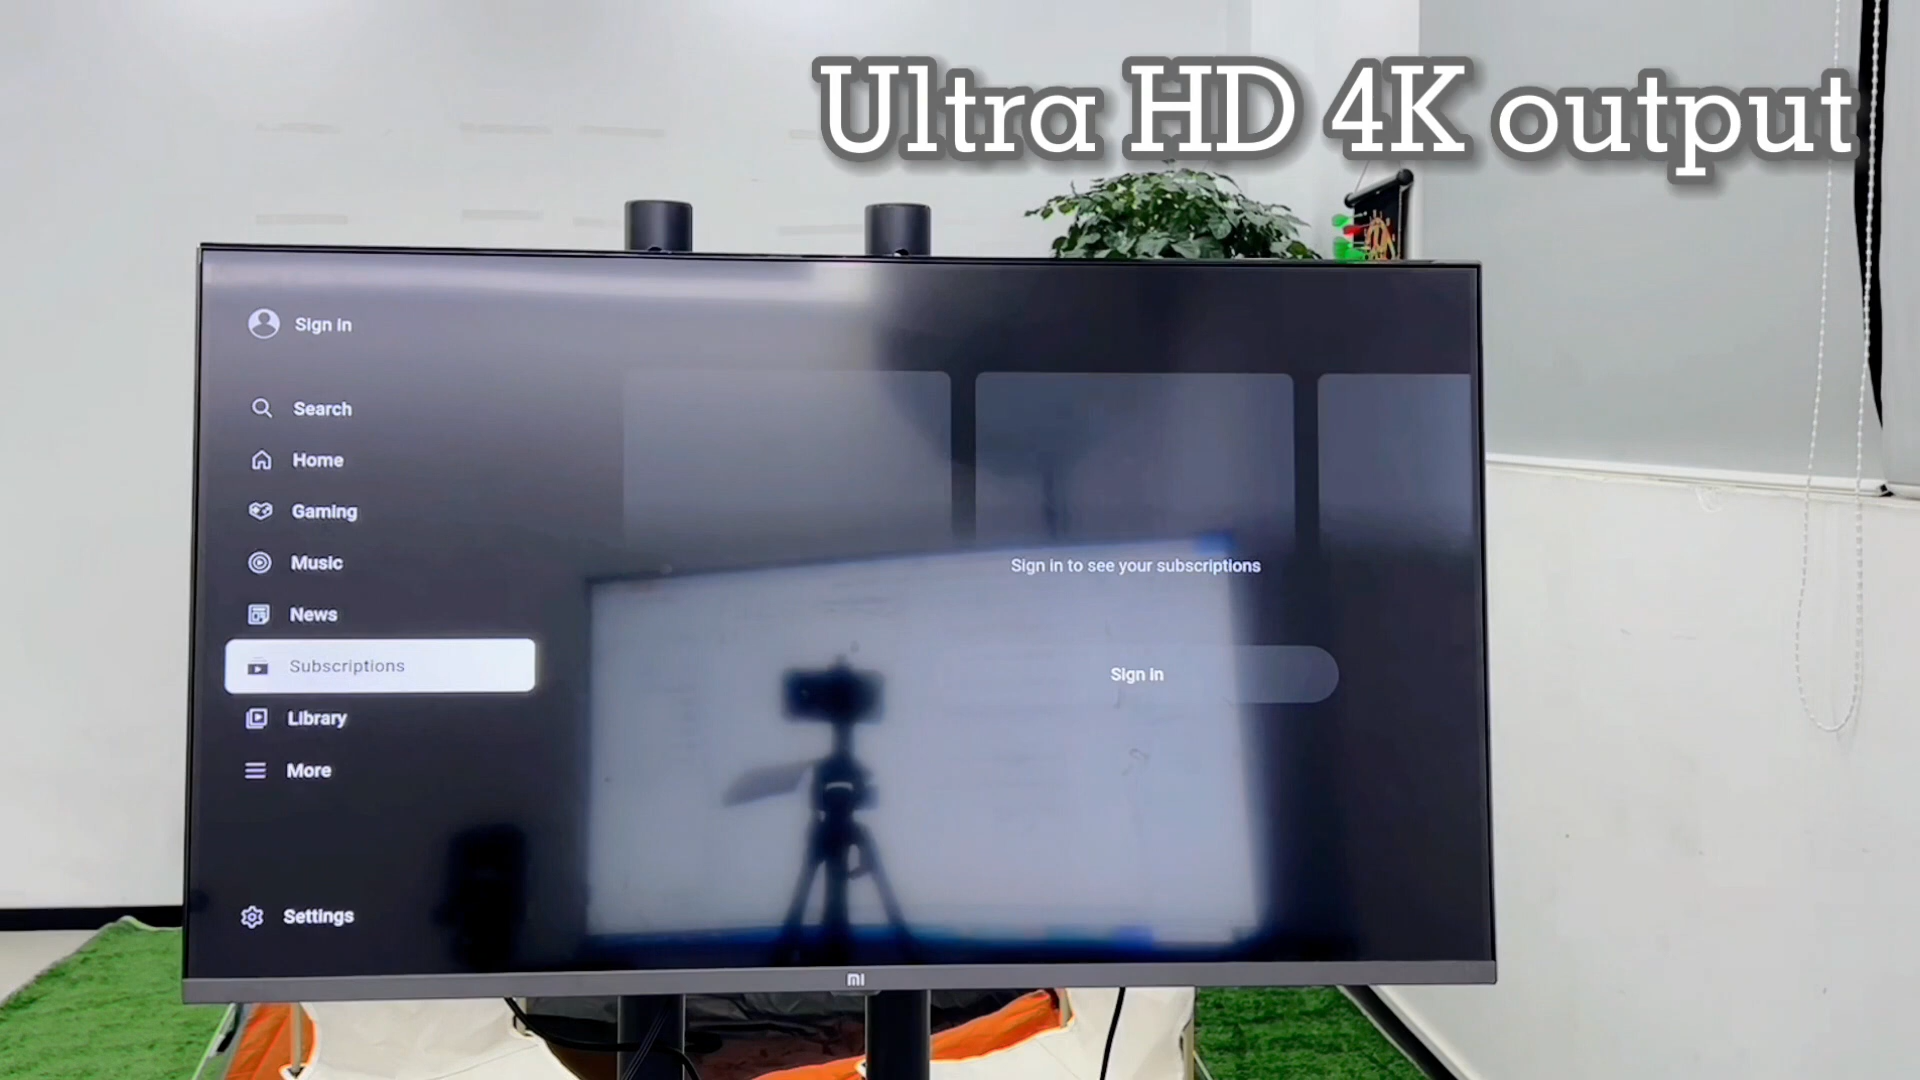 Ultra HD 4K output
Sign in
Search
Home
Gaming
Music
News
Subscriptions
Library
More
Settings
Sign in to see your subscriptions
Sign in
mi